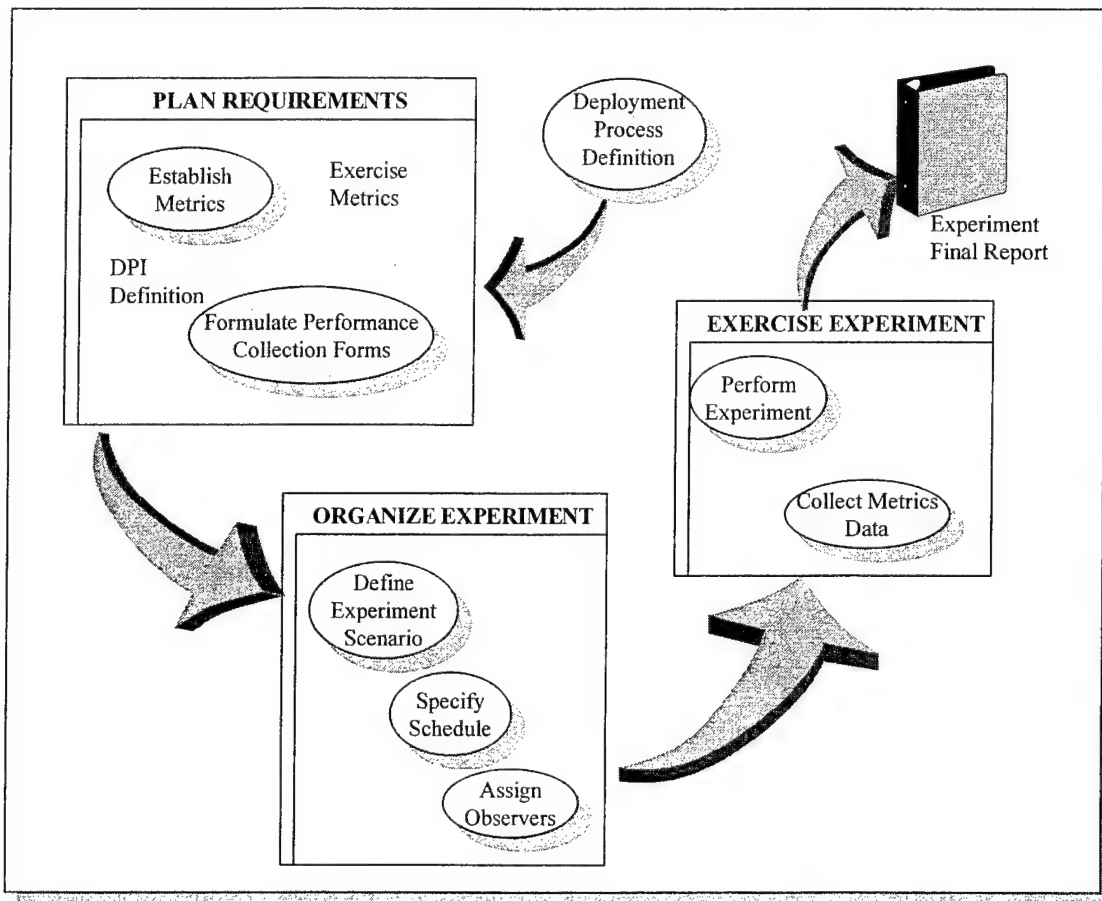 PLAN REQUIREMENTS
Establish
Metrics
Exercise
Metrics
DPI
Definition
Formulate Performance
Collection Forms
Deployment
Process
Definition
Experiment
Final Report
EXERCISE EXPERIMENT
Perform
Experiment
Collect Metrics
Data
ORGANIZE EXPERIMENT
Define
Experiment
Scenario
Specify
Schedule
Assign
Observers